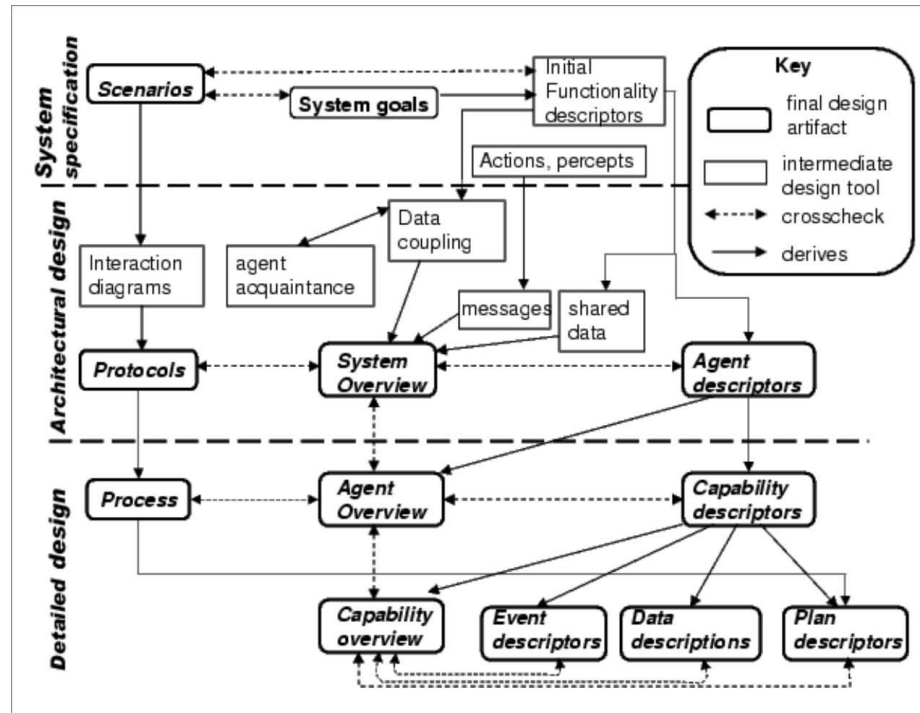 System
specification
Scenarios
System goals
Initial
Functionality
descriptors
Actions, percepts
Key
final design
artifact
intermediate
design tool
crosscheck
derives
Architectural design
Interaction
diagrams
agent
acquaintance
Data
coupling
messages
shared
data
Protocols
System
Overview
Agent
descriptors
Detailed design
Process
Agent
Overview
Capability
descriptors
Capability
overview
Event
descriptors
Data
descriptions
Plan
descriptors